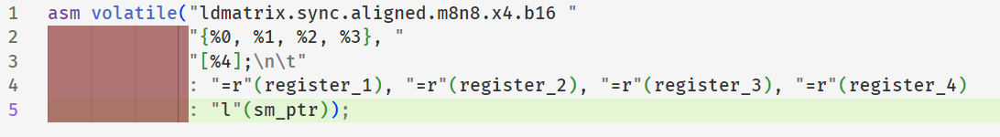 1 asm volatile("ldmatrix.sync.aligned.m8n8.x4.b16 "
2 "{%0, %1, %2, %3}, "
3 "[%4];\n\t"
4 : "=r"(register_1), "=r"(register_2), "=r"(register_3), "=r"(register_4)
5 : "l"(sm_ptr));